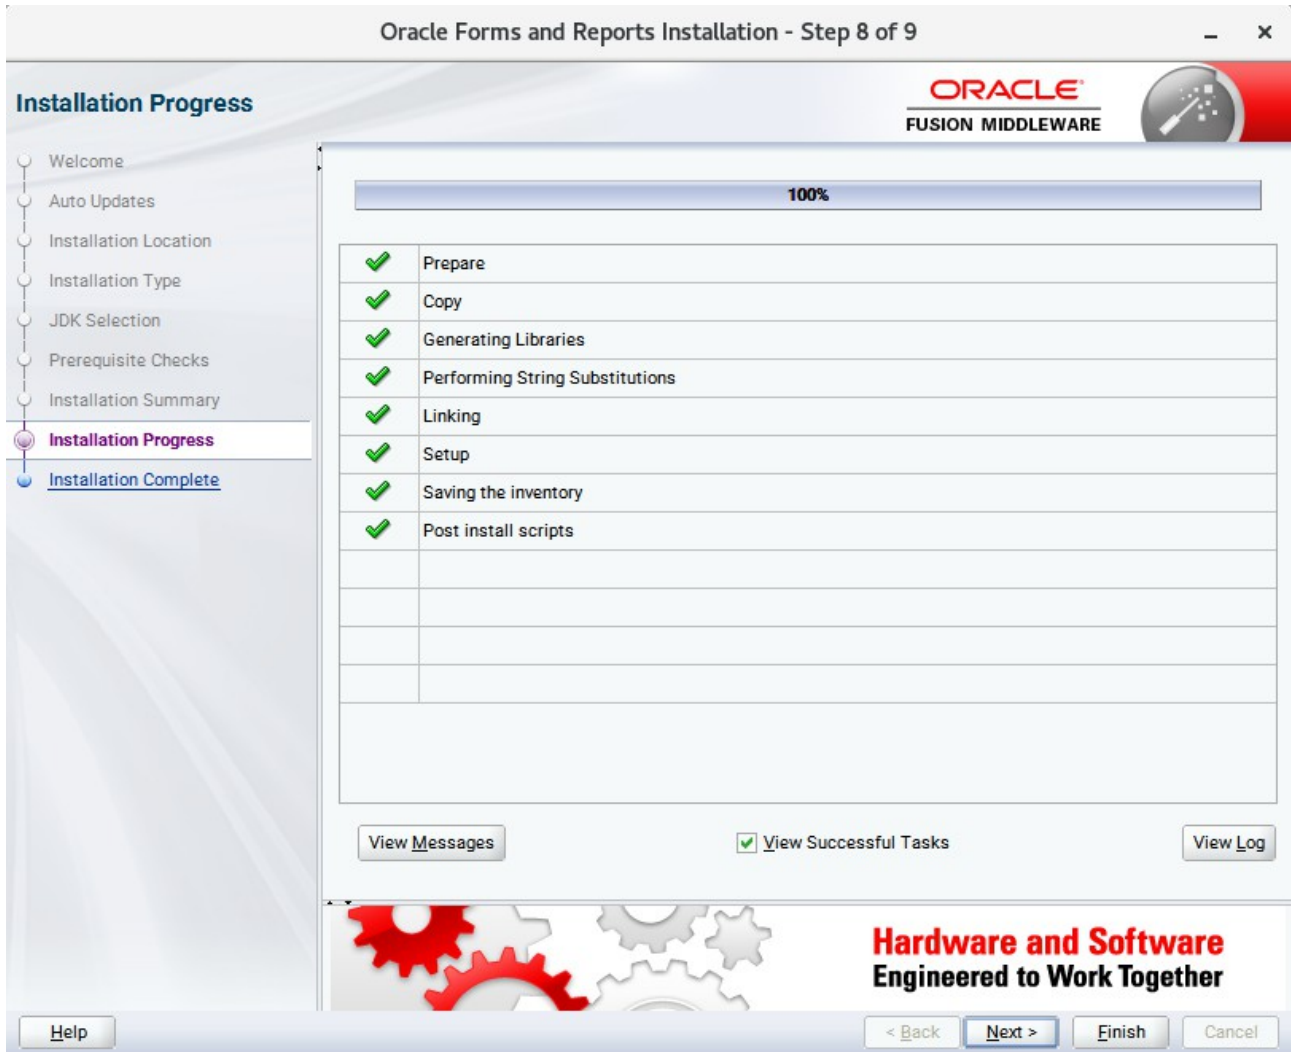 Oracle Forms and Reports Installation - Step 8 of 9
Installation Progress
ORACLE
FUSION MIDDLEWARE
Welcome
Auto Updates
Installation Location
Installation Type
JDK Selection
Prerequisite Checks
Installation Summary
Installation Progress
Installation Complete
100%
Prepare
Copy
Generating Libraries
Performing String Substitutions
Linking
Setup
Saving the inventory
Post install scripts
View Messages
View Successful Tasks
View Log
Hardware and Software
Engineered to Work Together
Help
< Back
Next >
Finish
Cancel